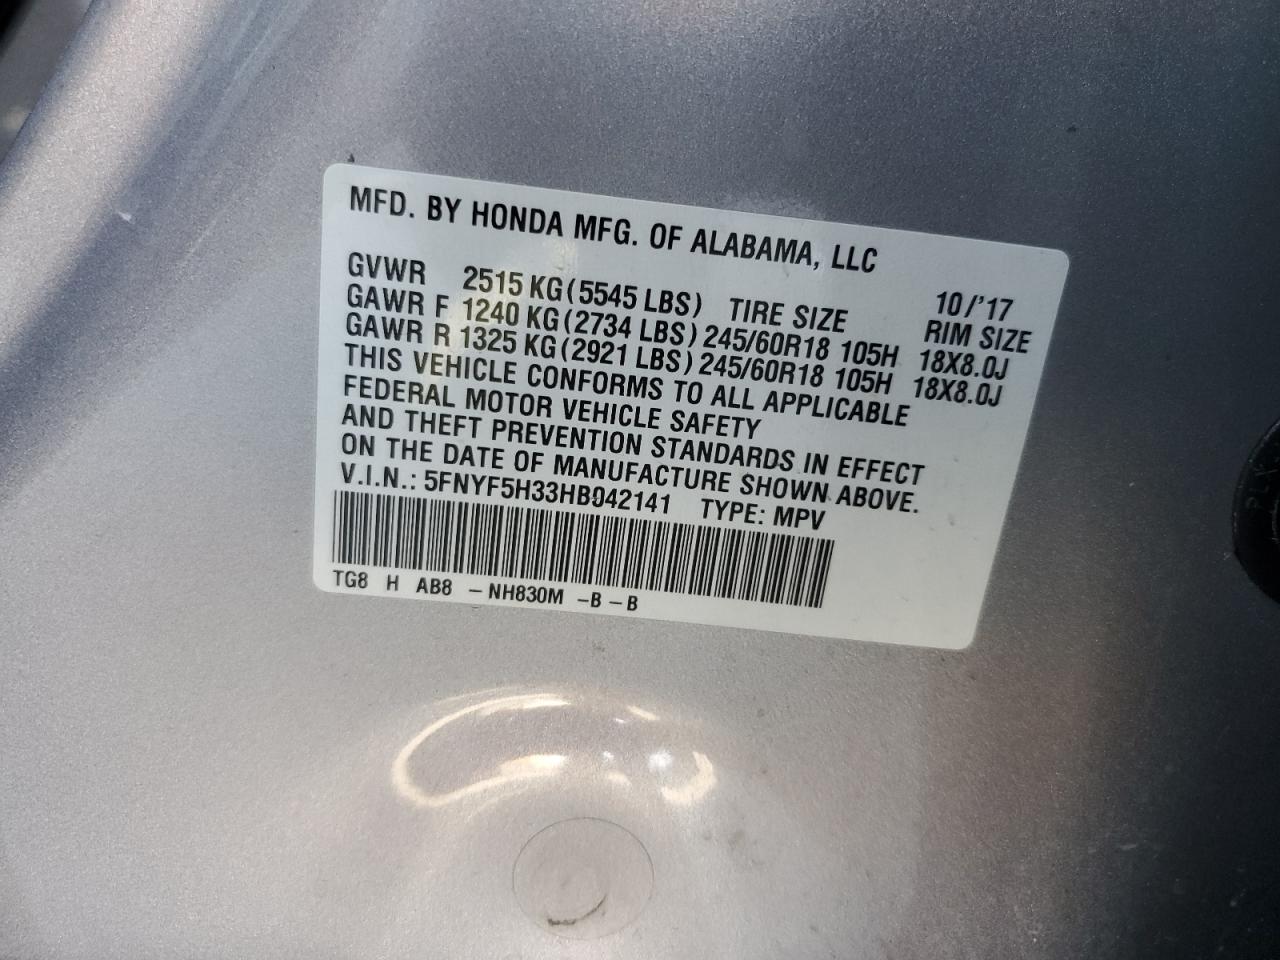 MFD. BY HONDA MFG. OF ALABAMA, LLC
10/'17
GVWR 2515 KG (5545 LBS) TIRE SIZE RIM SIZE
GAWR F 1240 KG (2734 LBS) 245/60R18 105H 18X8.0J
GAWR R 1325 KG (2921 LBS) 245/60R18 105H 18X8.0J
THIS VEHICLE CONFORMS TO ALL APPLICABLE
FEDERAL MOTOR VEHICLE SAFETY
AND THEFT PREVENTION STANDARDS IN EFFECT
ON THE DATE OF MANUFACTURE SHOWN ABOVE.
V.I.N.: 5FNYF5H33HB042141 TYPE: MPV
TG8 H AB8 -NH830M -B-B